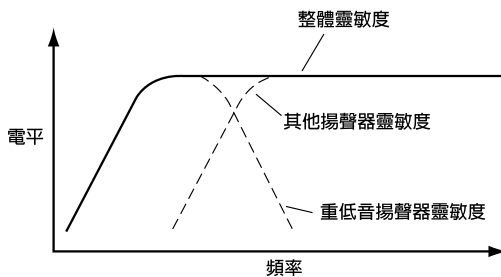 整體靈敏度
其他揚聲器靈敏度
電平
重低音揚聲器靈敏度
頻率